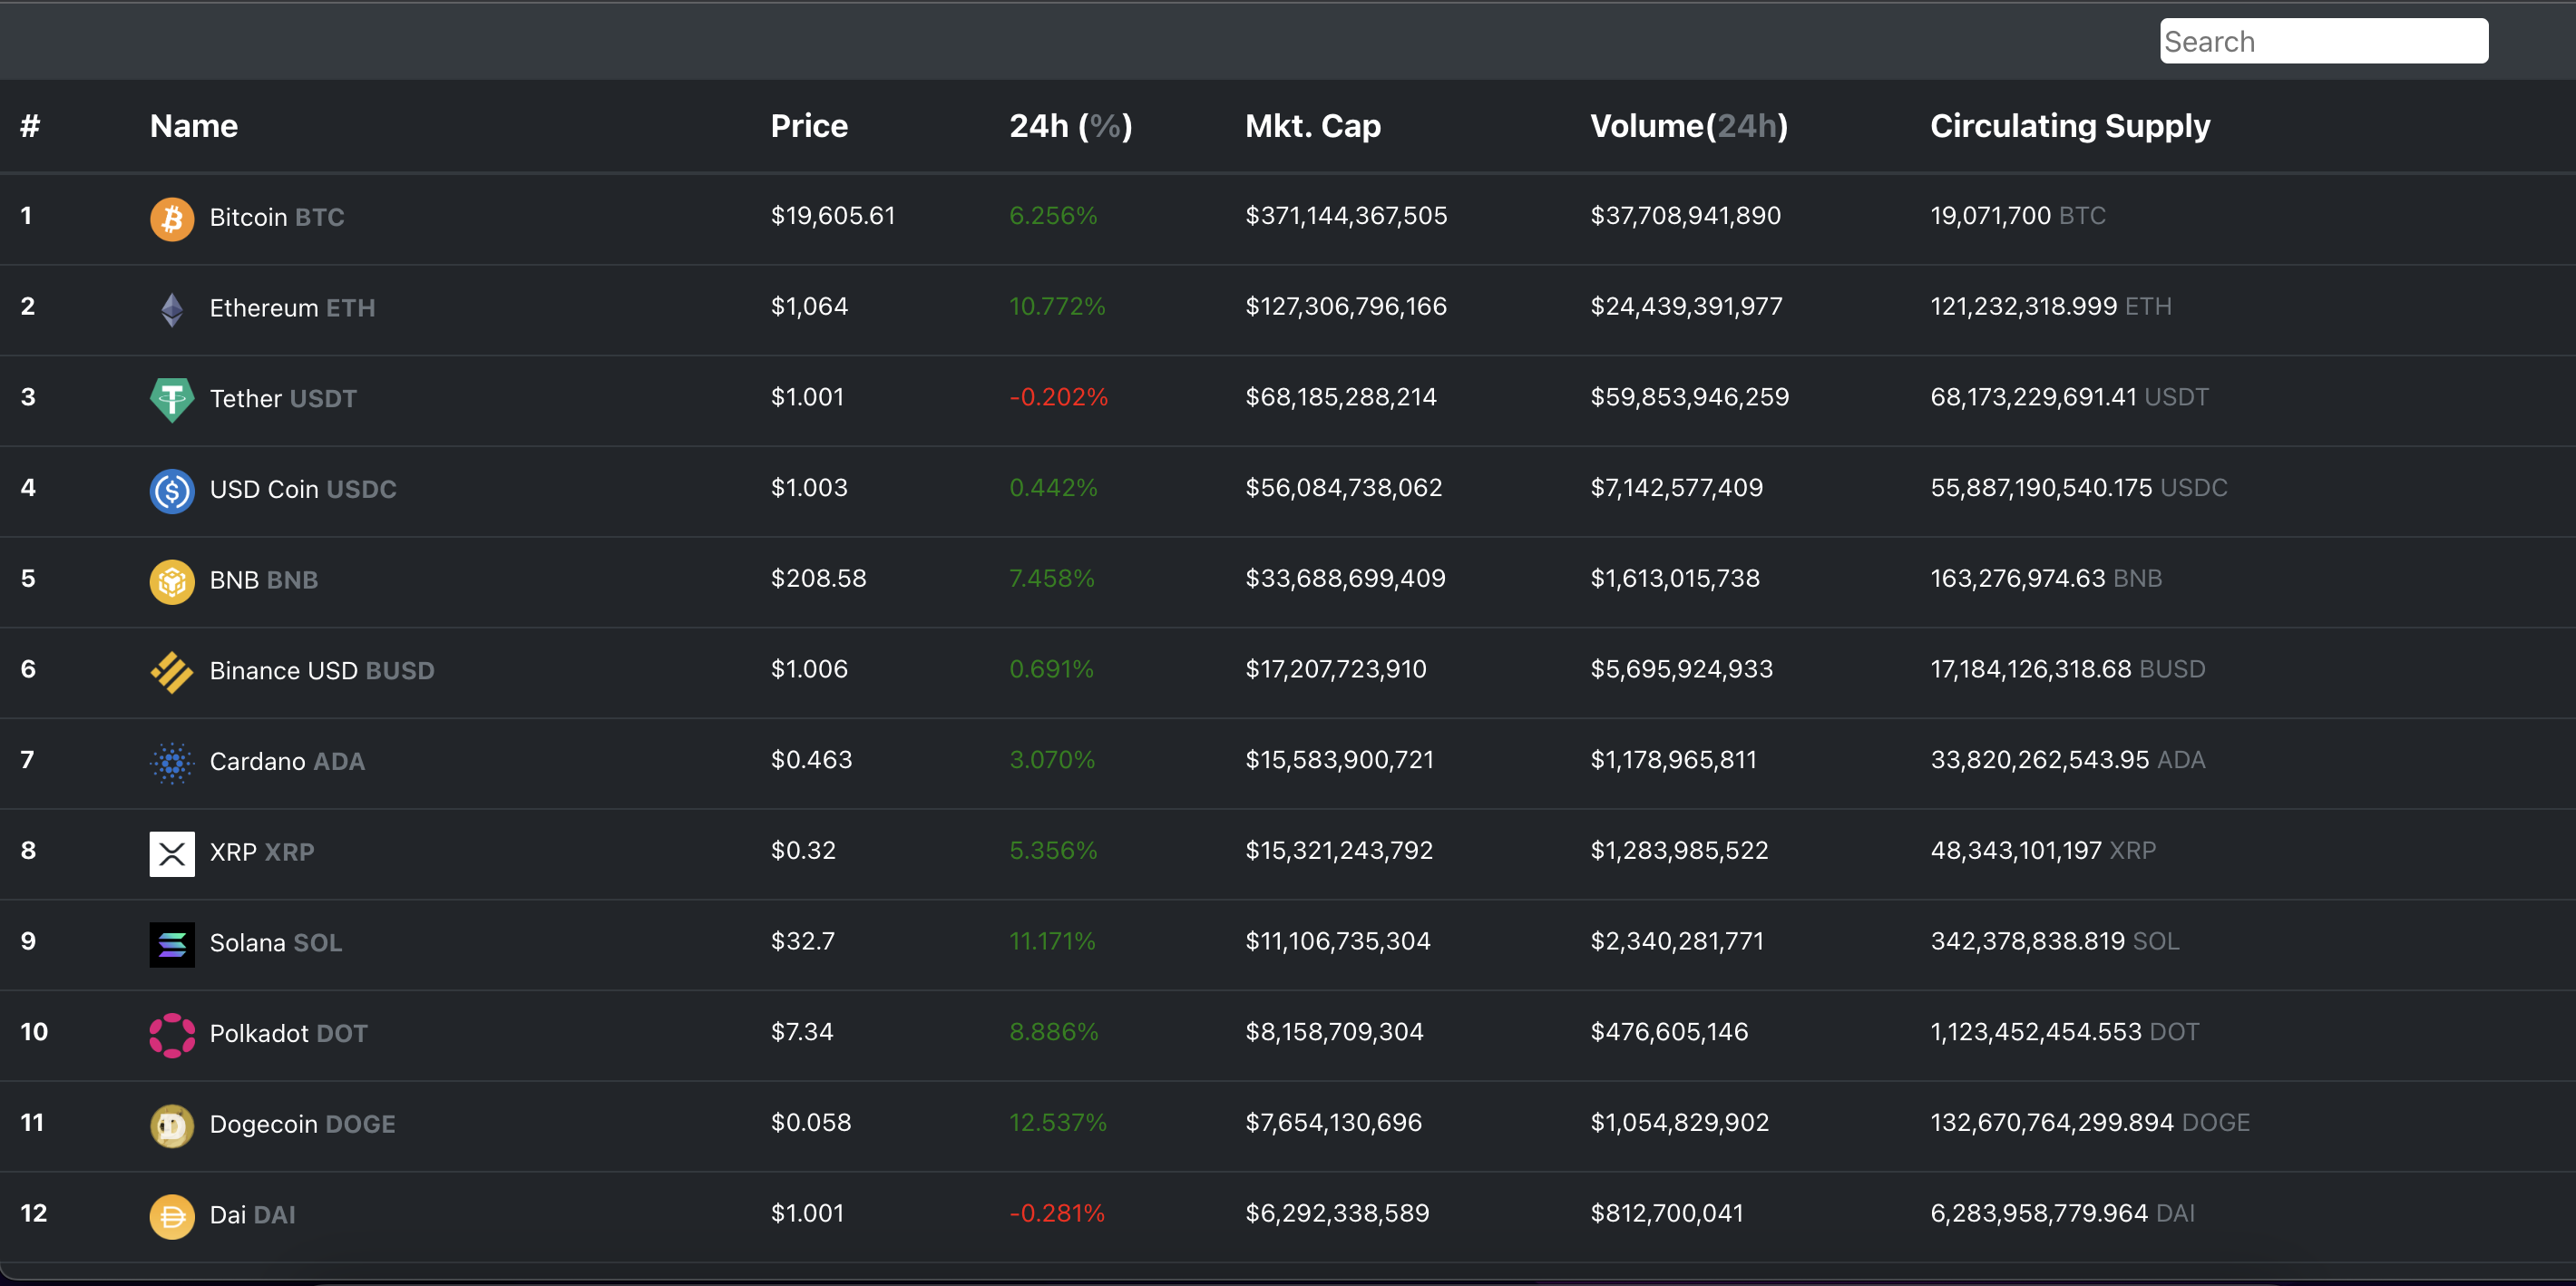 Search
# Name Price 24h (%) Mkt. Cap Volume(24h) Circulating Supply
1 Bitcoin BTC $19,605.61 6.256% $371,144,367,505 $37,708,941,890 19,071,700 BTC
2 Ethereum ETH $1,064 10.772% $127,306,796,166 $24,439,391,977 121,232,318.999 ETH
3 Tether USDT $1.001 -0.202% $68,185,288,214 $59,853,946,259 68,173,229,691.41 USDT
4 USD Coin USDC $1.003 0.442% $56,084,738,062 $7,142,577,409 55,887,190,540.175 USDC
5 BNB BNB $208.58 7.458% $33,688,699,409 $1,613,015,738 163,276,974.63 BNB
6 Binance USD BUSD $1.006 0.691% $17,207,723,910 $5,695,924,933 17,184,126,318.68 BUSD
7 Cardano ADA $0.463 3.070% $15,583,900,721 $1,178,965,811 33,820,262,543.95 ADA
8 XRP XRP $0.32 5.356% $15,321,243,792 $1,283,985,522 48,343,101,197 XRP
9 Solana SOL $32.7 11.171% $11,106,735,304 $2,340,281,771 342,378,838.819 SOL
10 Polkadot DOT $7.34 8.886% $8,158,709,304 $476,605,146 1,123,452,454.553 DOT
11 Dogecoin DOGE $0.058 12.537% $7,654,130,696 $1,054,829,902 132,670,764,299.894 DOGE
12 Dai DAI $1.001 -0.281% $6,292,338,589 $812,700,041 6,283,958,779.964 DAI